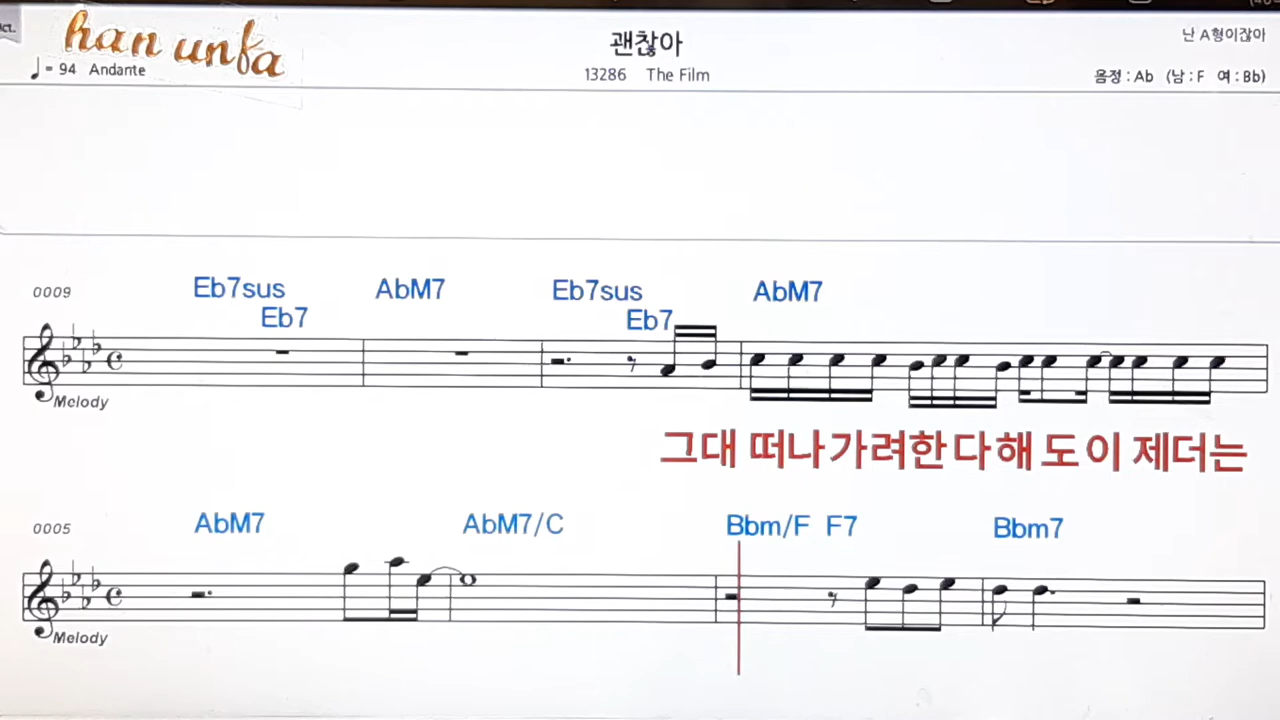 han unfa
괜찮아
난 A형이잖아
♩= 94 Andante
13286 The Film
음정 : Ab (남 : F 여 : Bb)
0009
Eb7sus Eb7 AbM7 Eb7sus Eb7 AbM7
Melody
그대 떠나가려한다해도이 제더는
0005
AbM7 AbM7/C Bbm/F F7 Bbm7
Melody